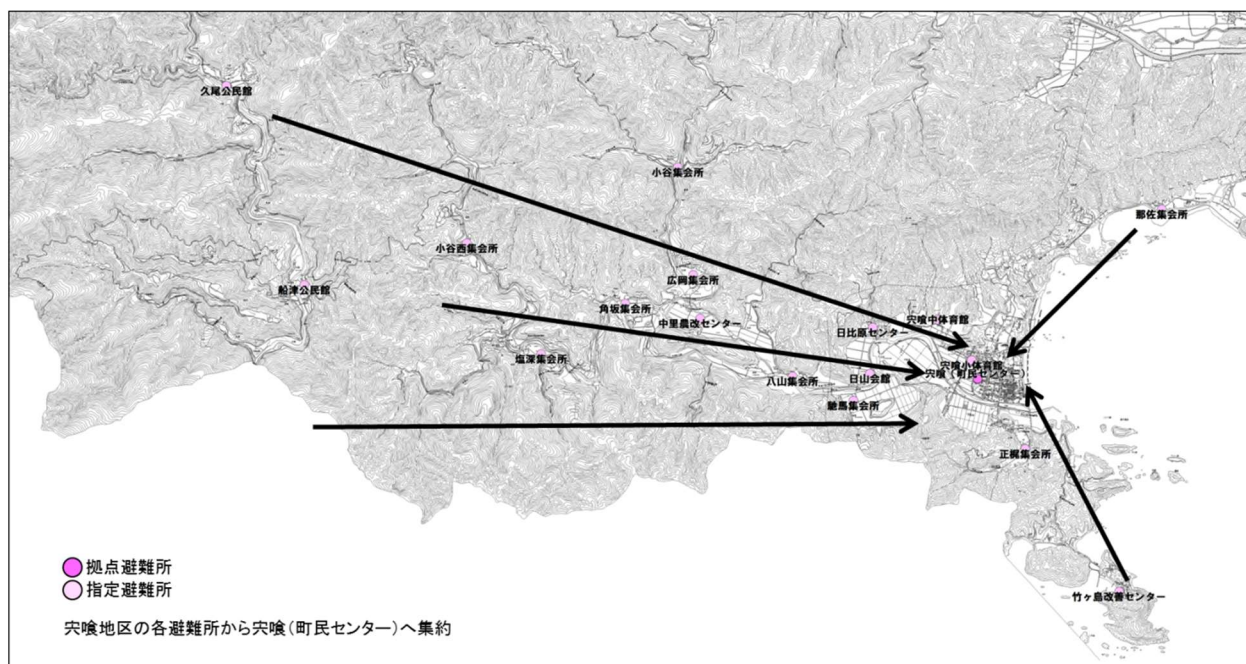 久尾公民館
小谷集会所
那佐集会所
小谷西集会所
広岡集会所
船津公民館
角坂集会所
中里農改センター
宍喰中体育館
日比原センター
塩深集会所
宍喰小体育館
宍喰(町民センター)
八山集会所
日山会館
馳馬集会所
正梶集会所
竹ヶ島改善センター
拠点避難所
指定避難所
宍喰地区の各避難所から宍喰(町民センター)へ集約